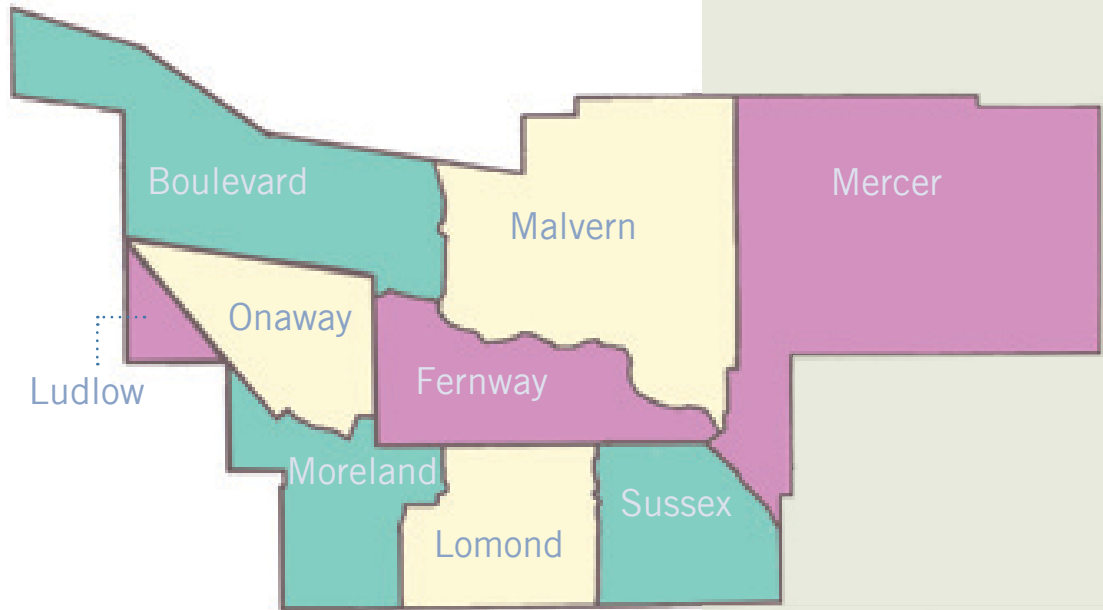 Boulevard
Mercer
Malvern
Onaway
Fernway
Ludlow
Moreland
Sussex
Lomond